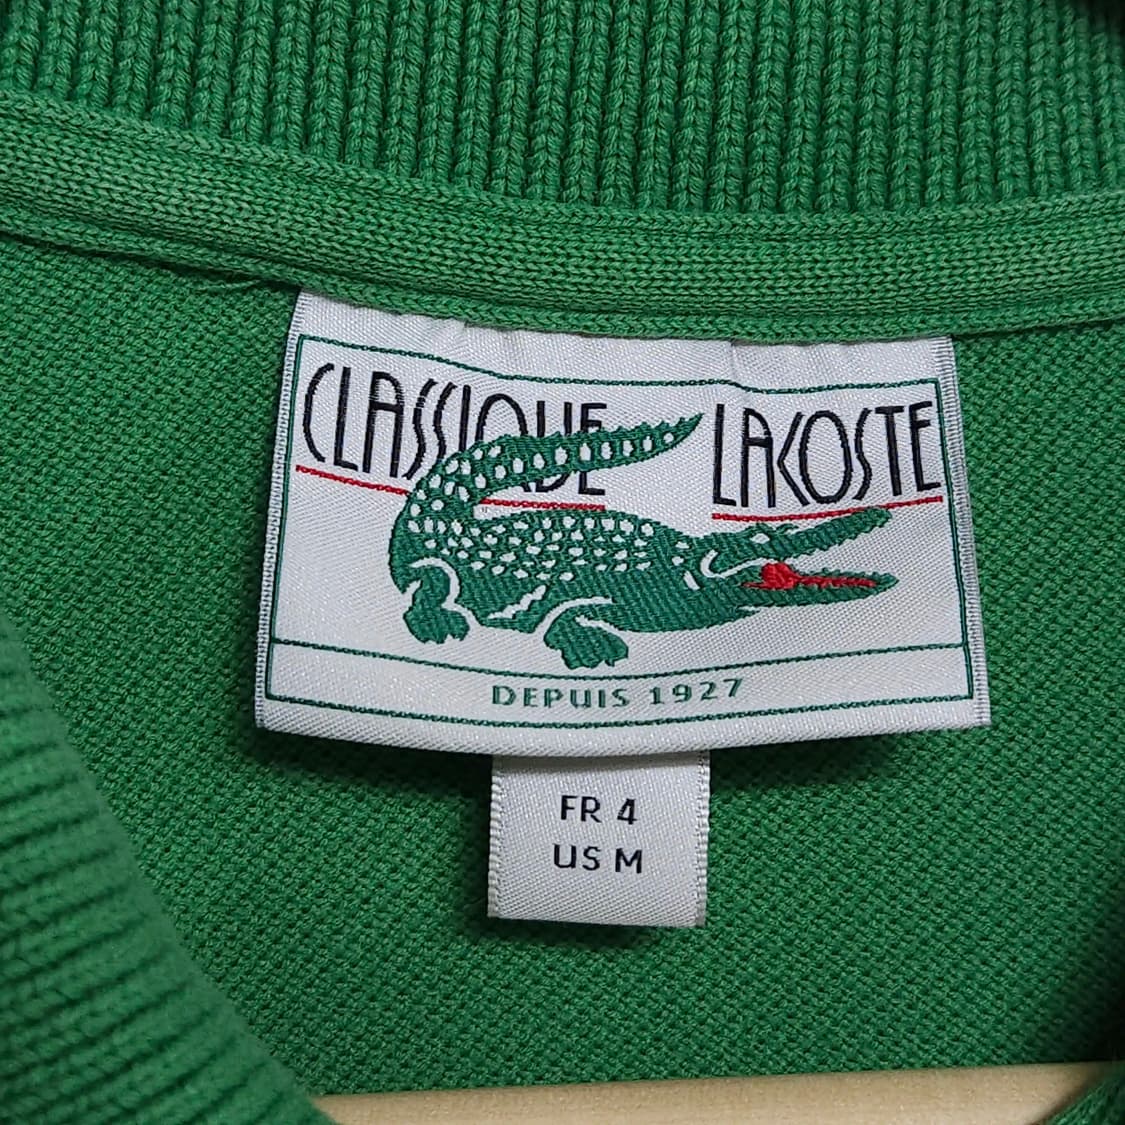 CLASSIQUE LACOSTE
DEPUIS 1927
FR 4
US M